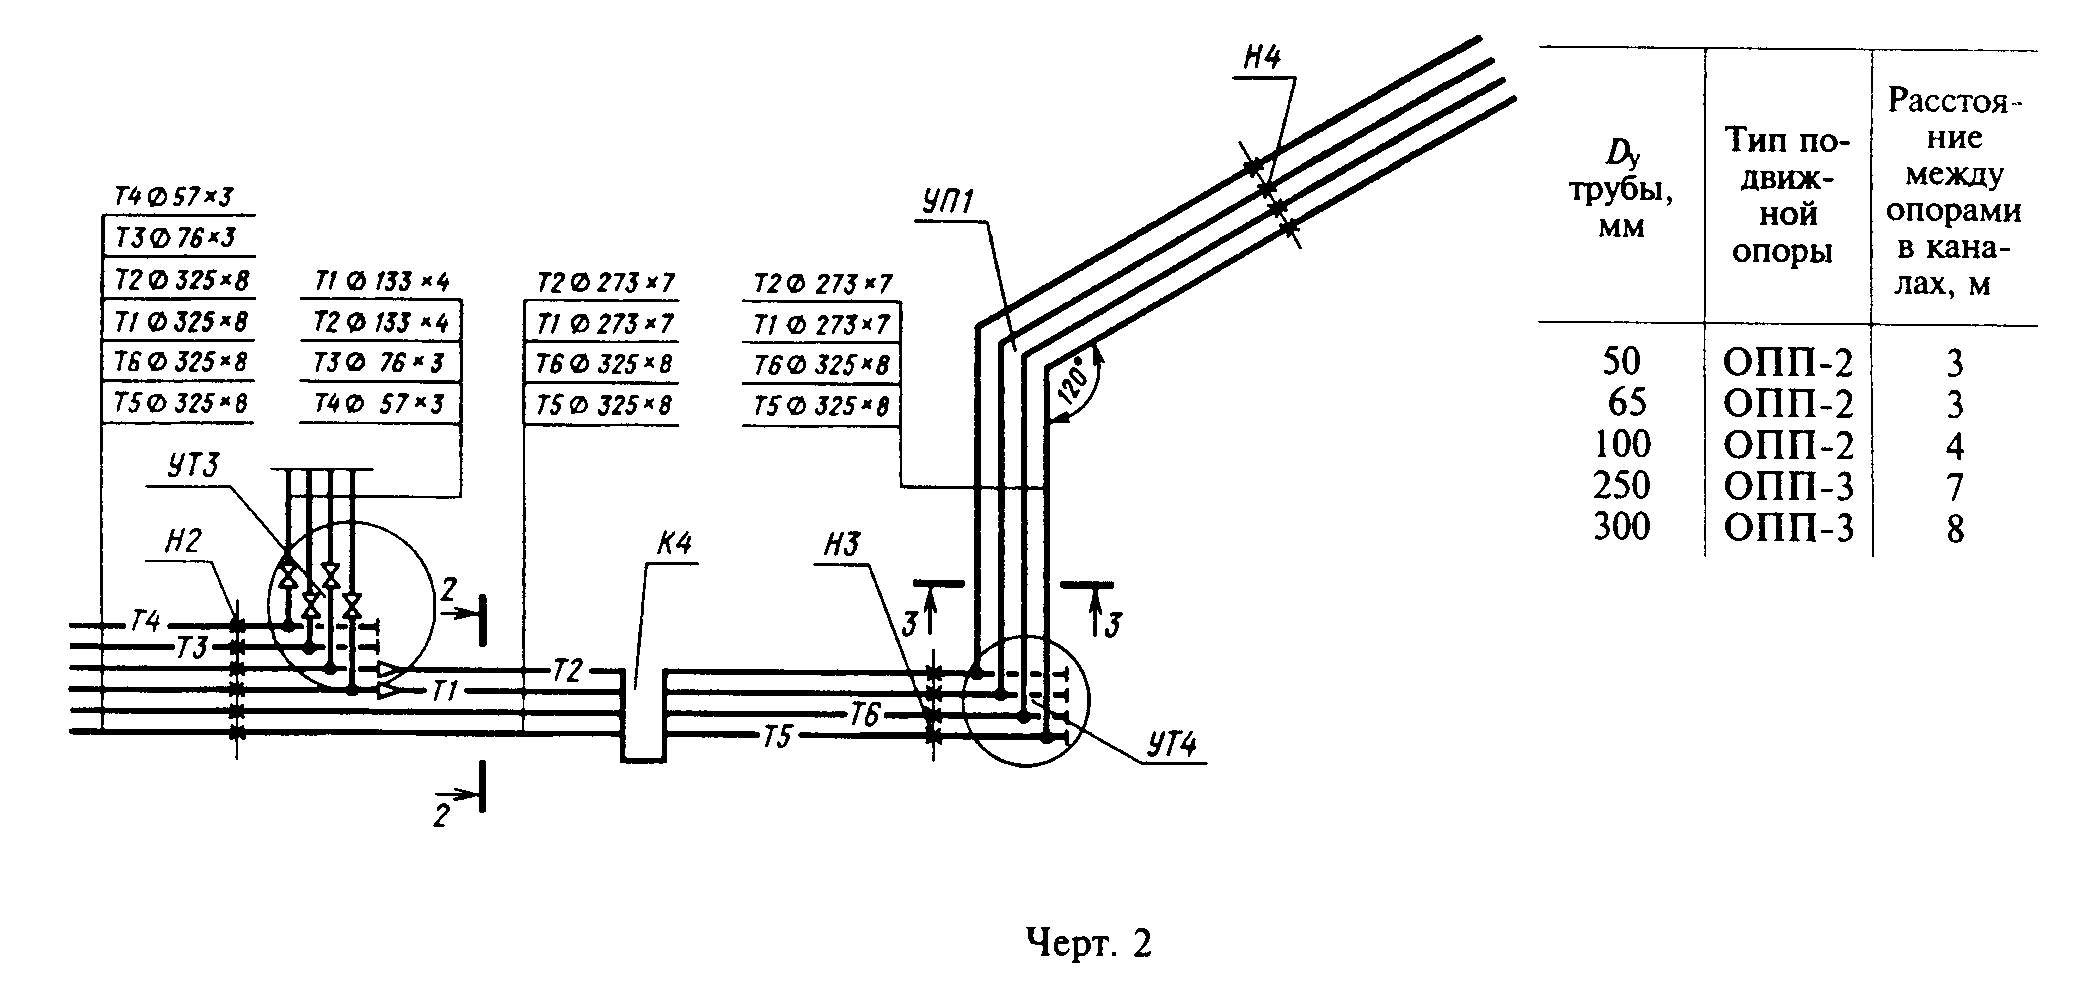 Т4 ∅ 57×3
Т3 ∅ 76×3
Т2 ∅ 325×8
Т1 ∅ 325×8
Т6 ∅ 325×8
Т5 ∅ 325×8
Т1 ∅ 133×4
Т2 ∅ 133×4
Т3 ∅ 76×3
Т4 ∅ 57×3
Т2 ∅ 273×7
Т1 ∅ 273×7
Т6 ∅ 325×8
Т5 ∅ 325×8
Т2 ∅ 273×7
Т1 ∅ 273×7
Т6 ∅ 325×8
Т5 ∅ 325×8
УП1
Н4
120°
УТ3
Н2
К4
Н3
2
3
3
Т4
Т3
Т2
Т1
Т6
Т5
УТ4
2
Dу
трубы,
мм
Тип по-
движ-
ной
опоры
Расстоя-
ние
между
опорами
в кана-
лах, м
50 ОПП-2 3
65 ОПП-2 3
100 ОПП-2 4
250 ОПП-3 7
300 ОПП-3 8
Черт. 2